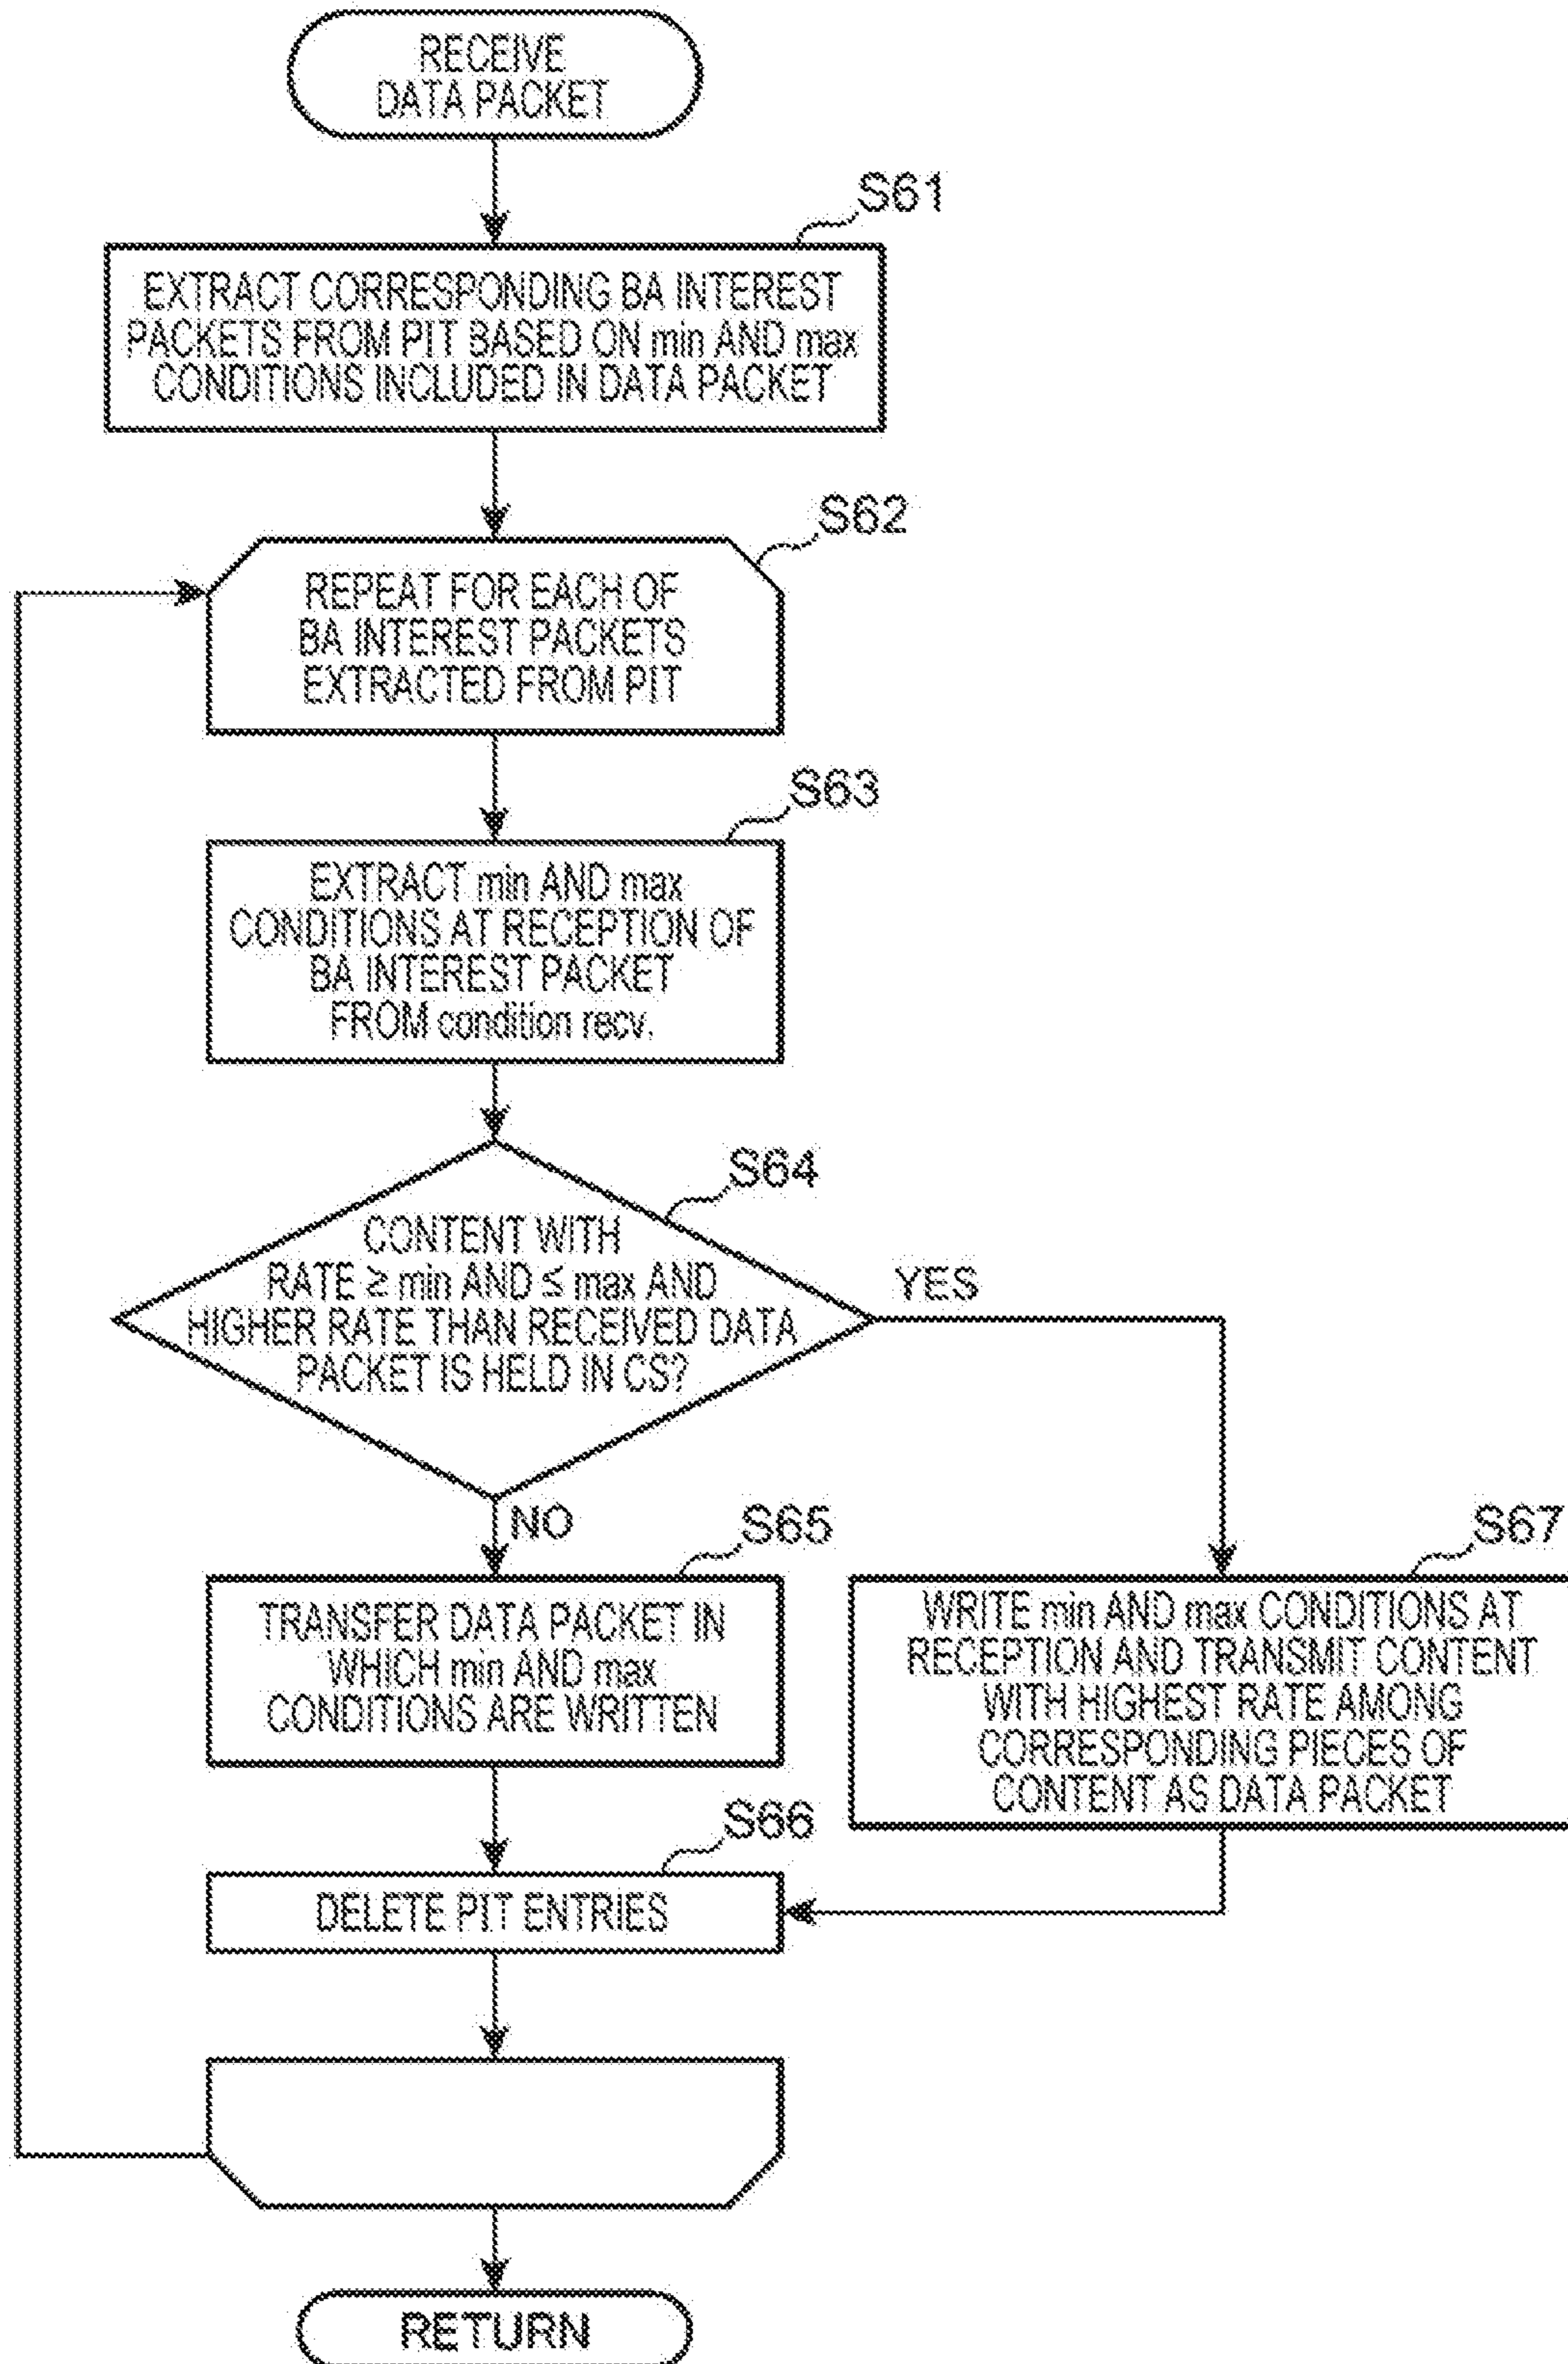 RECEIVE
DATA PACKET
S61
EXTRACT CORRESPONDING BA INTEREST
PACKETS FROM PIT BASED ON min AND max
CONDITIONS INCLUDED IN DATA PACKET
S62
REPEAT FOR EACH OF
BA INTEREST PACKETS
EXTRACTED FROM PIT
S63
EXTRACT min AND max
CONDITIONS AT RECEPTION OF
BA INTEREST PACKET
FROM condition recv.
S64
CONTENT WITH
RATE ≥ min AND ≤ max AND
HIGHER RATE THAN RECEIVED DATA
PACKET IS HELD IN CS?
YES
NO
S65
TRANSFER DATA PACKET IN
WHICH min AND max
CONDITIONS ARE WRITTEN
S67
WRITE min AND max CONDITIONS AT
RECEPTION AND TRANSMIT CONTENT
WITH HIGHEST RATE AMONG
CORRESPONDING PIECES OF
CONTENT AS DATA PACKET
S66
DELETE PIT ENTRIES
RETURN